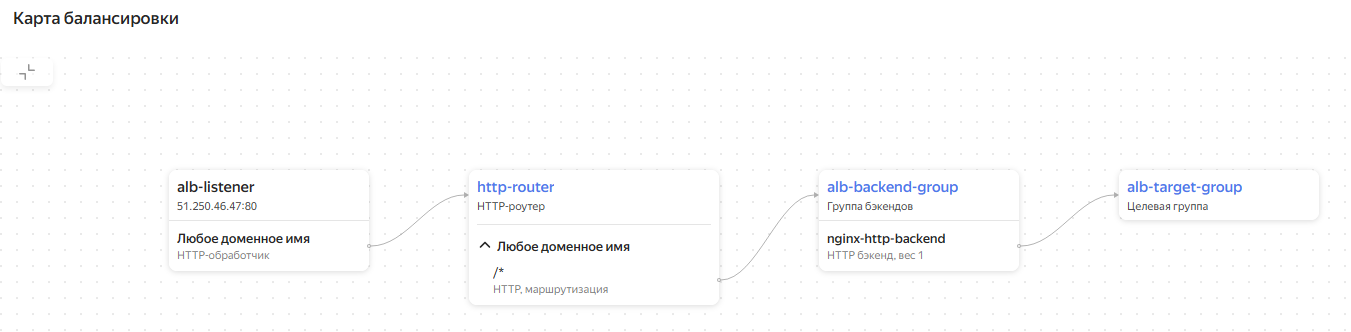 Карта балансировки
alb-listener
51.250.46.47:80
Любое доменное имя
HTTP-обработчик
http-router
HTTP-роутер
Любое доменное имя
/*
HTTP, маршрутизация
alb-backend-group
Группа бэкендов
nginx-http-backend
HTTP бэкенд, вес 1
alb-target-group
Целевая группа